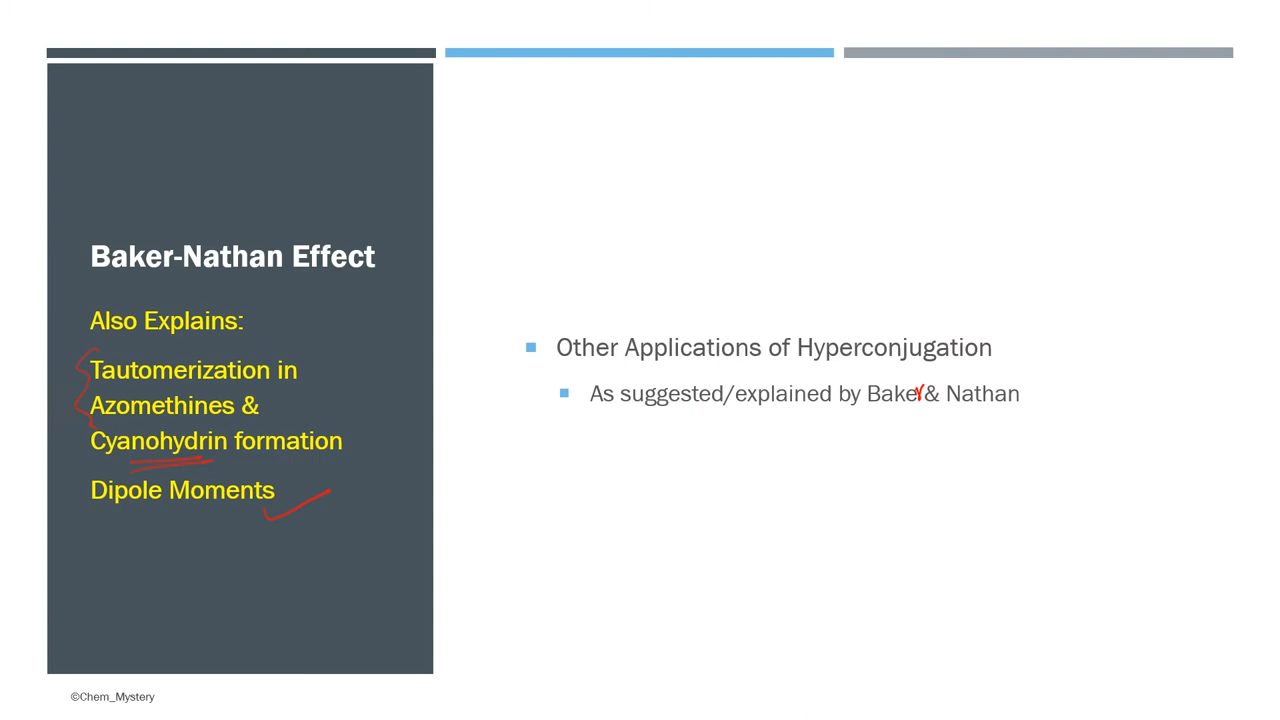 Baker-Nathan Effect
Also Explains:
Tautomerization in
Azomethines &
Cyanohydrin formation
Dipole Moments
Other Applications of Hyperconjugation
As suggested/explained by Baker & Nathan
©Chem_Mystery